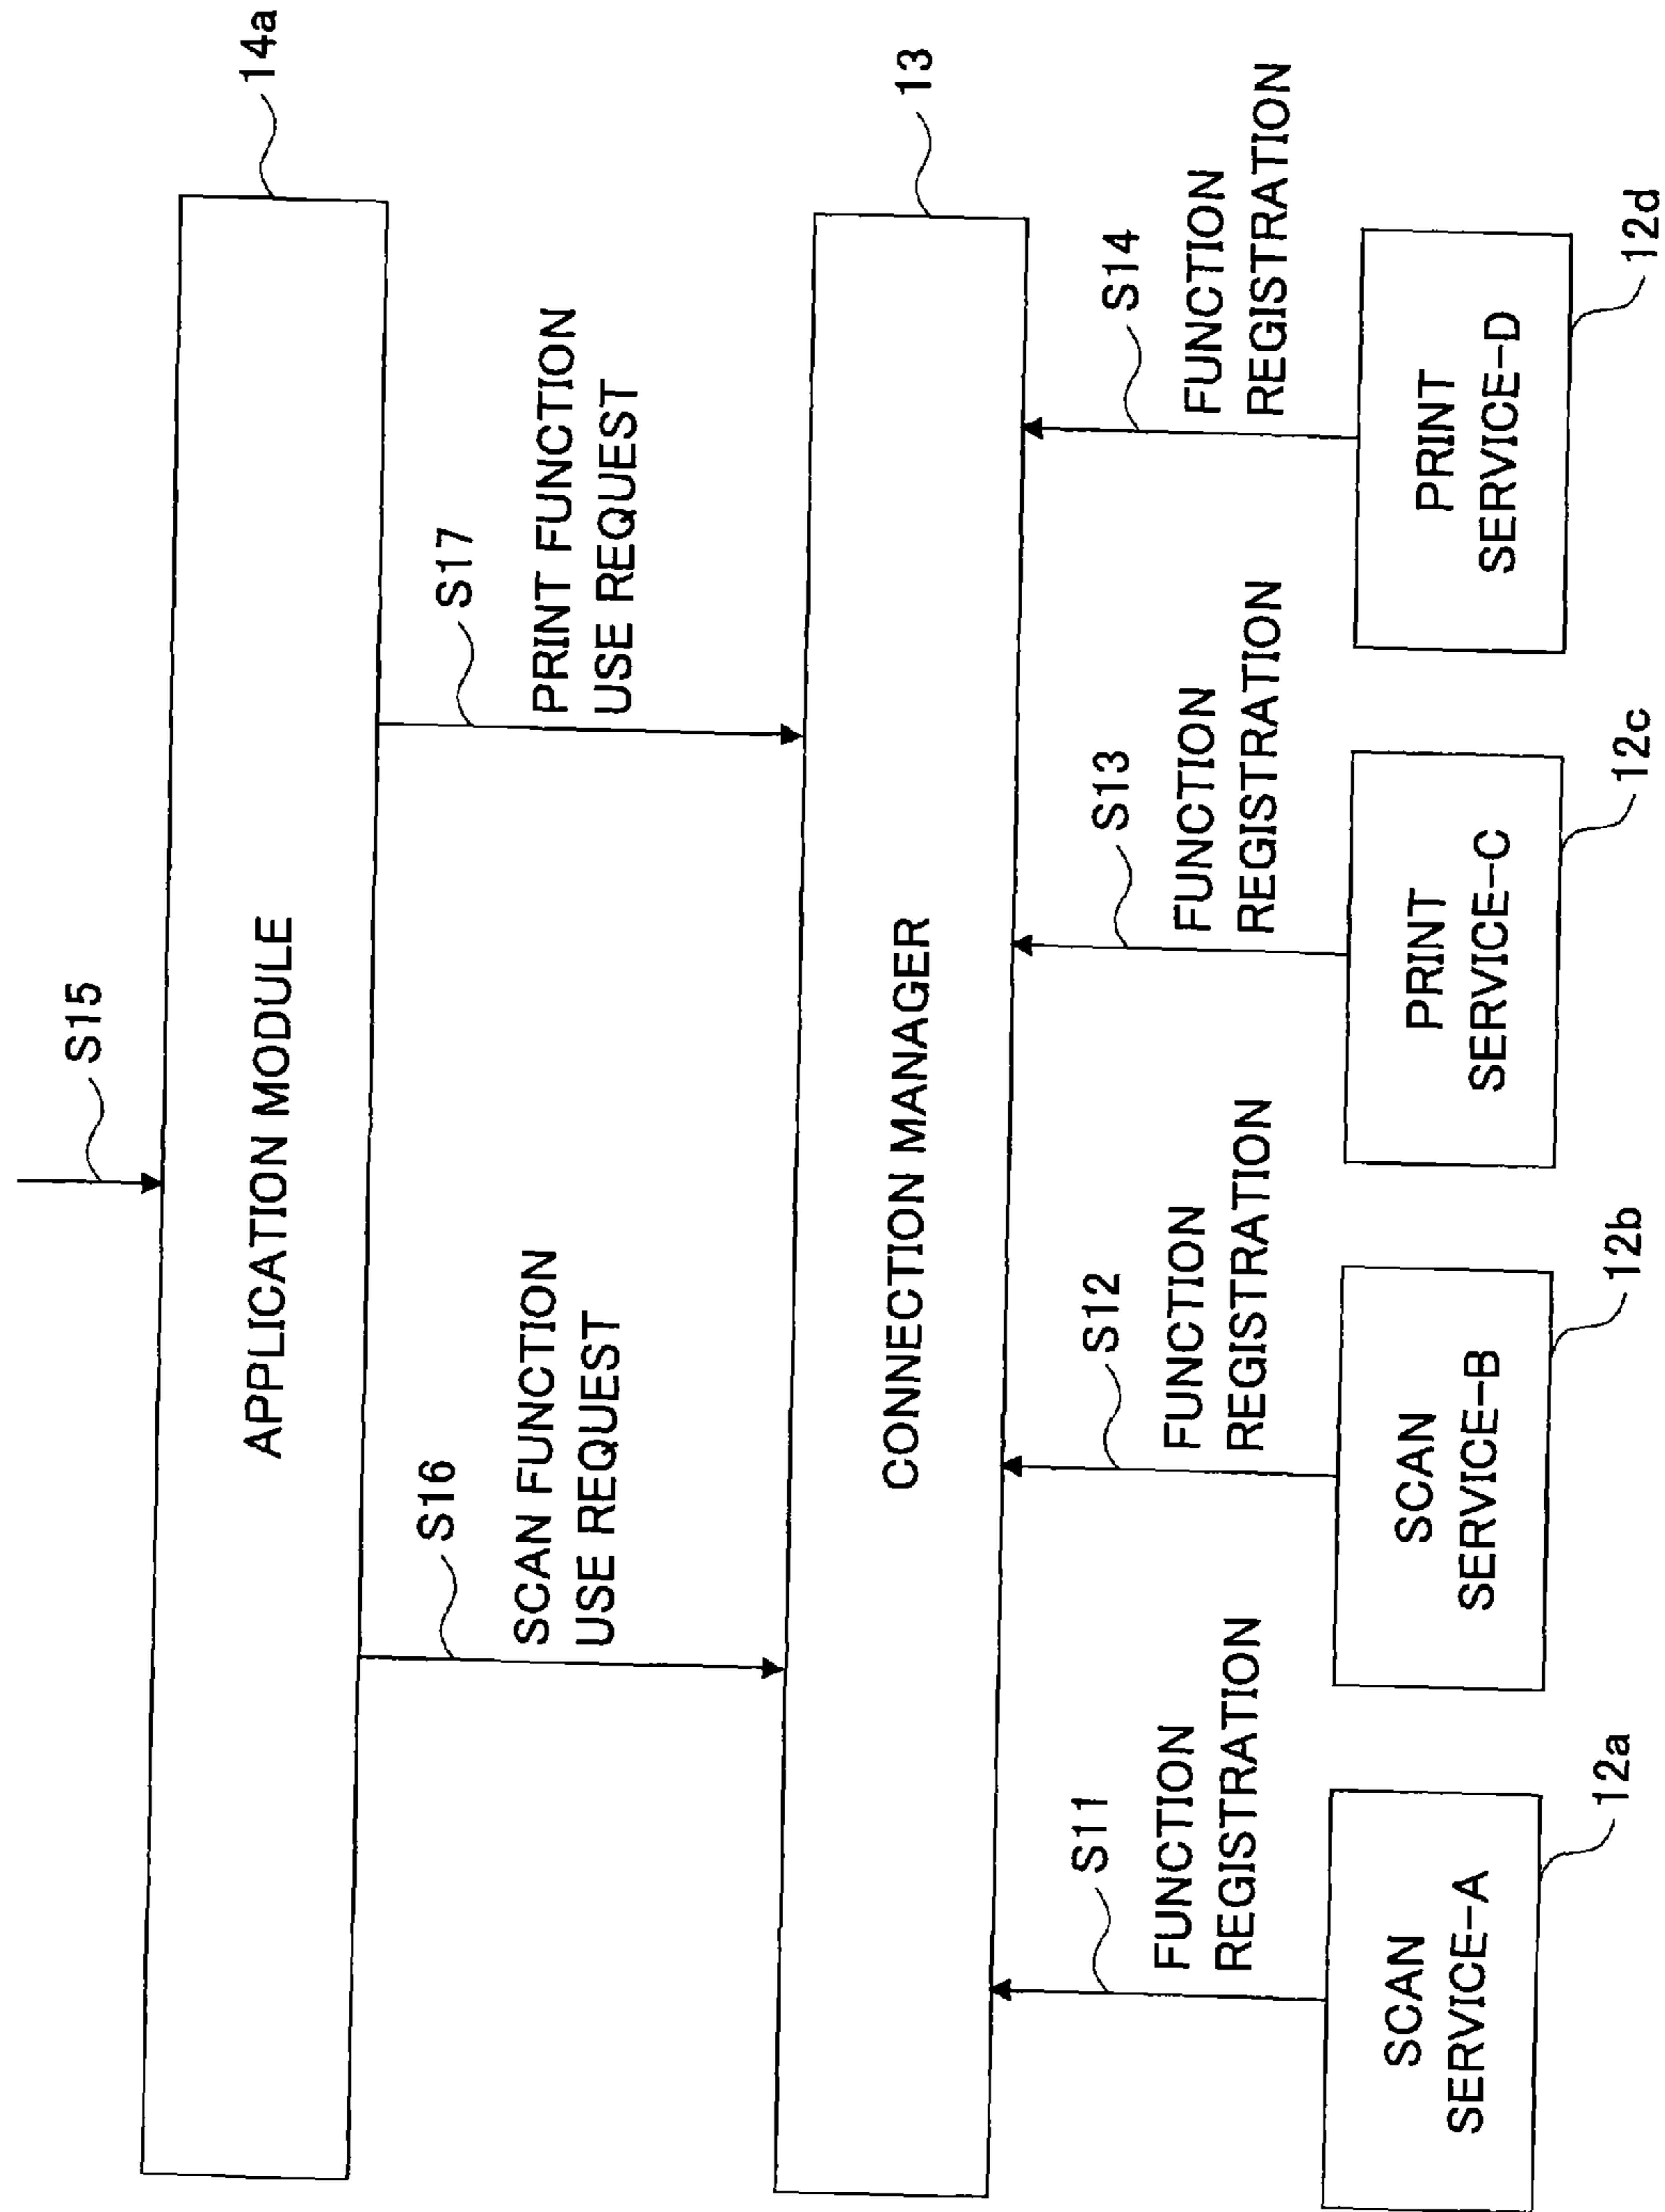 S15
14a
APPLICATION MODULE
S16
SCAN FUNCTION
USE REQUEST
S17
PRINT FUNCTION
USE REQUEST
13
CONNECTION MANAGER
S11
FUNCTION
REGISTRATION
S12
FUNCTION
REGISTRATION
S13
FUNCTION
REGISTRATION
S14
FUNCTION
REGISTRATION
SCAN
SERVICE-A
12a
SCAN
SERVICE-B
12b
PRINT
SERVICE-C
12c
PRINT
SERVICE-D
12d